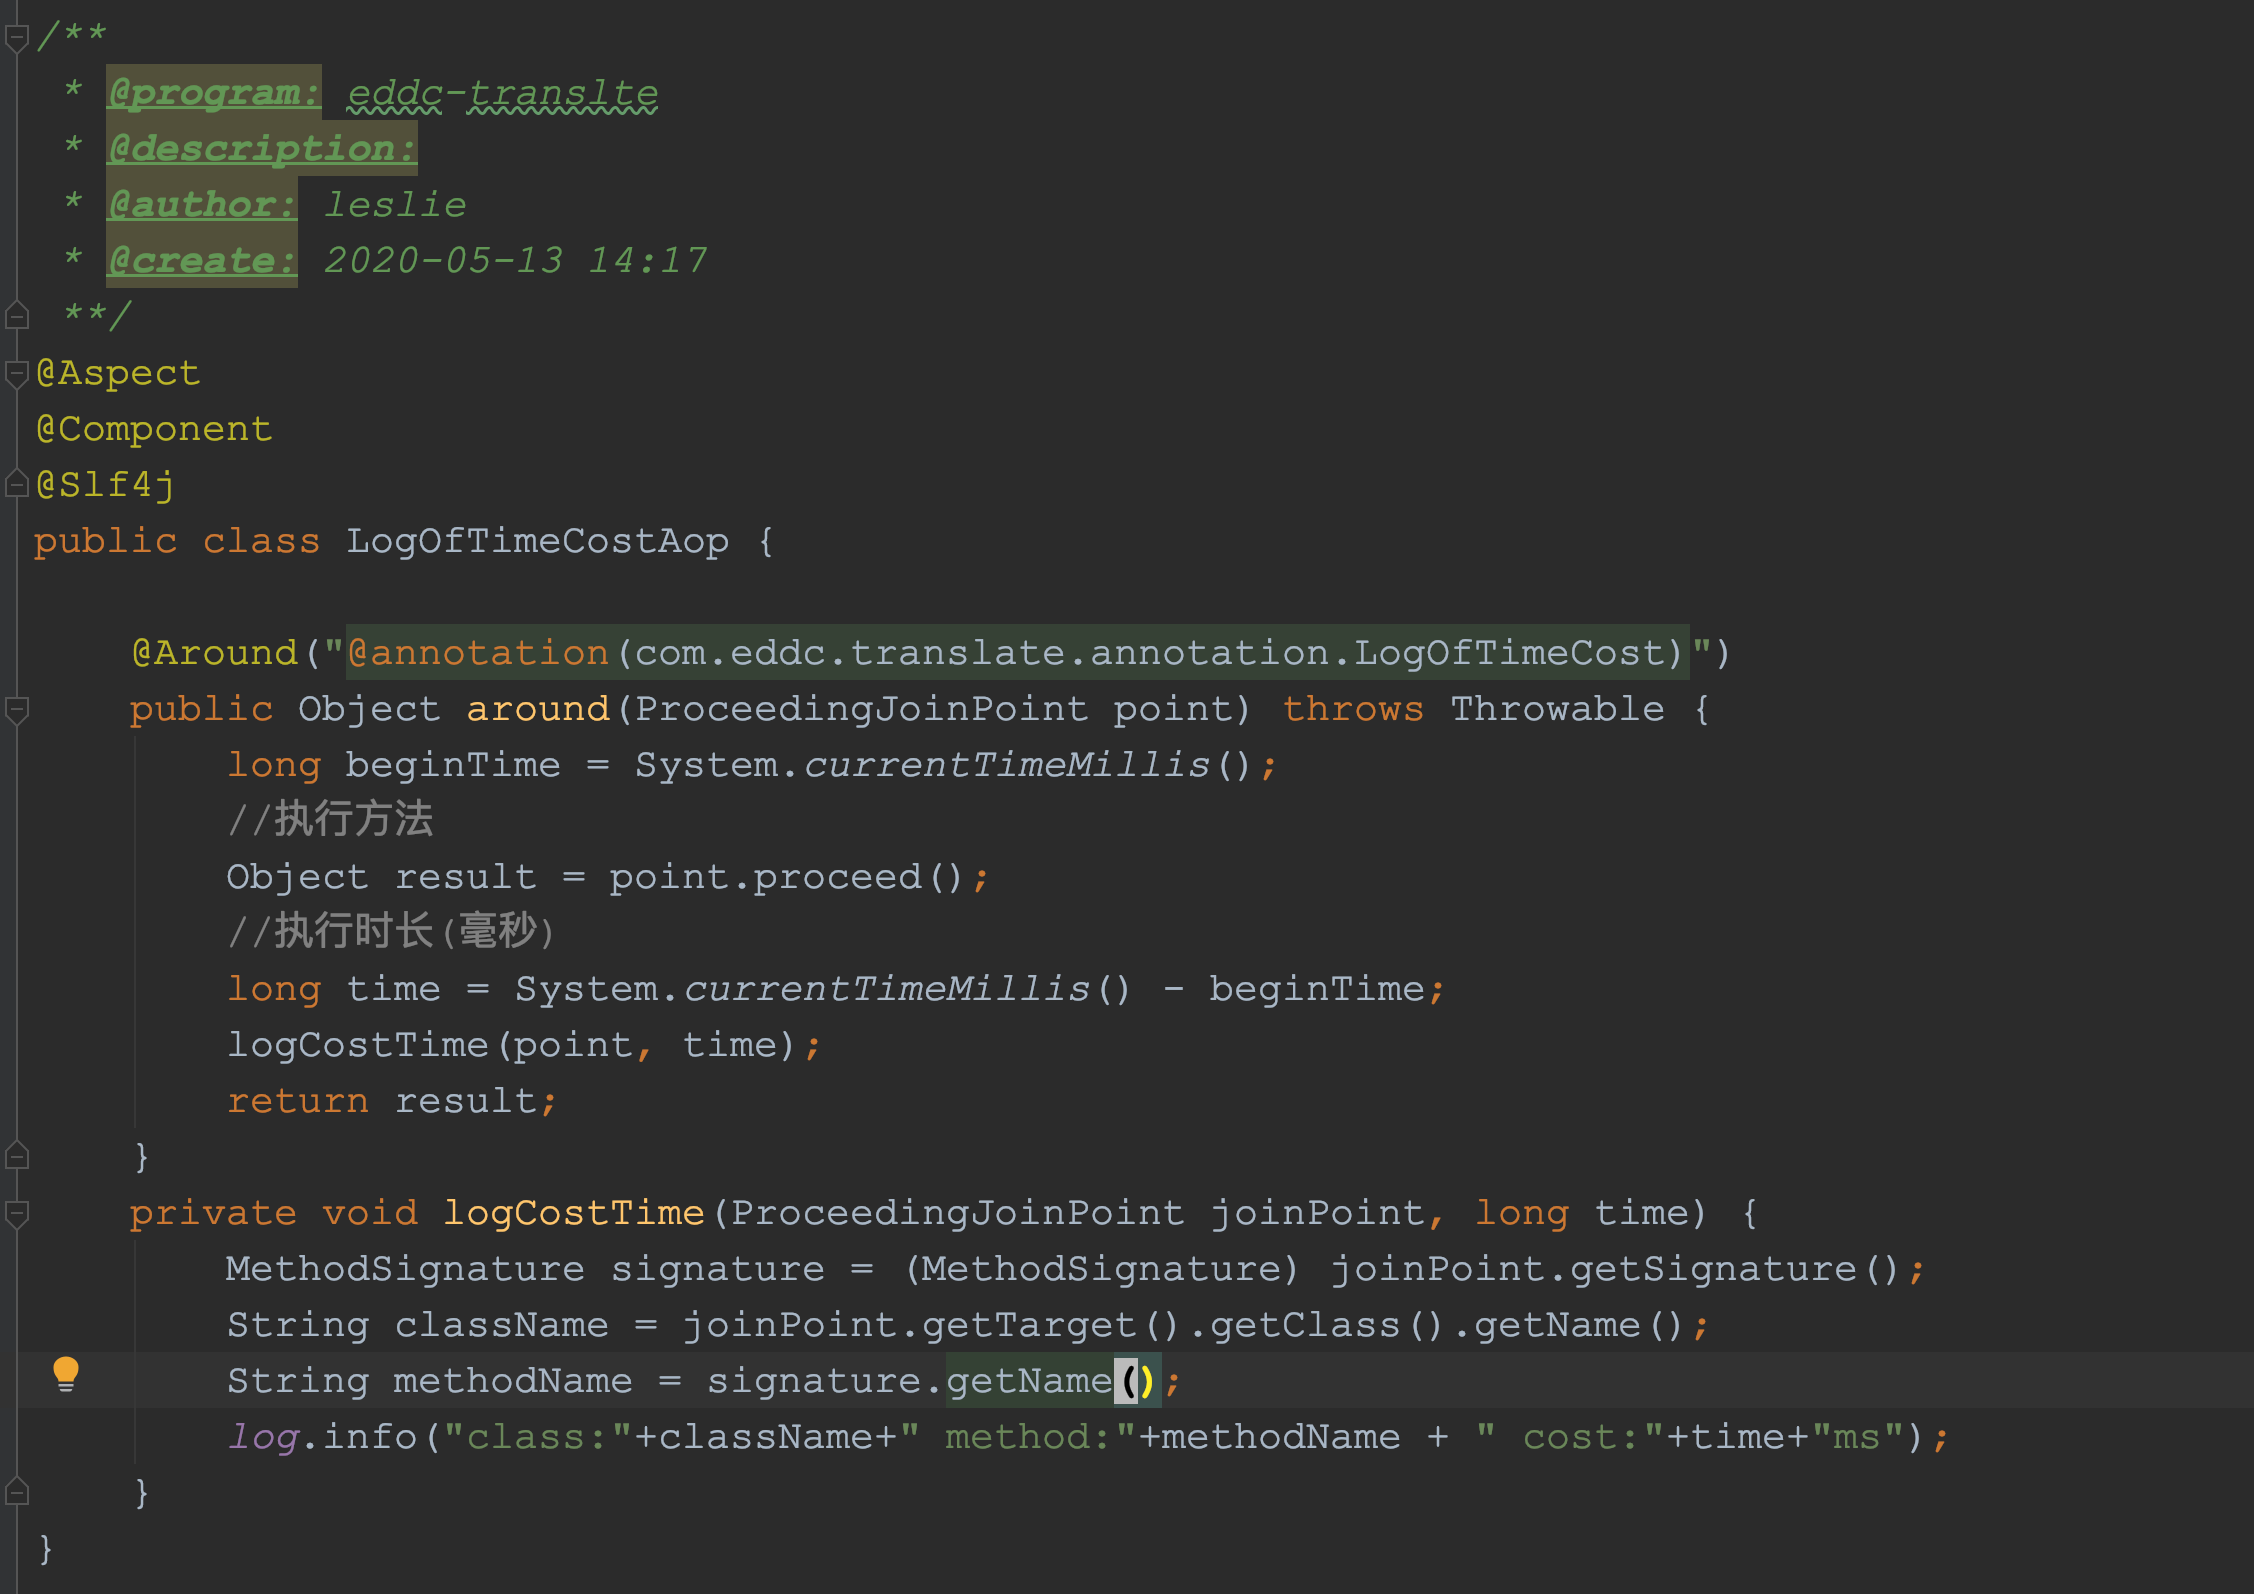 /**
 * @program: eddc-translte
 * @description:
 * @author: leslie
 * @create: 2020-05-13 14:17
 **/
@Aspect
@Component
@Slf4j
public class LogOfTimeCostAop {

    @Around("@annotation(com.eddc.translate.annotation.LogOfTimeCost)")
    public Object around(ProceedingJoinPoint point) throws Throwable {
        long beginTime = System.currentTimeMillis();
        //执行方法
        Object result = point.proceed();
        //执行时长(毫秒)
        long time = System.currentTimeMillis() - beginTime;
        logCostTime(point, time);
        return result;
    }
    private void logCostTime(ProceedingJoinPoint joinPoint, long time) {
        MethodSignature signature = (MethodSignature) joinPoint.getSignature();
        String className = joinPoint.getTarget().getClass().getName();
        String methodName = signature.getName();
        log.info("class:"+className+" method:"+methodName + " cost:"+time+"ms");
    }
}